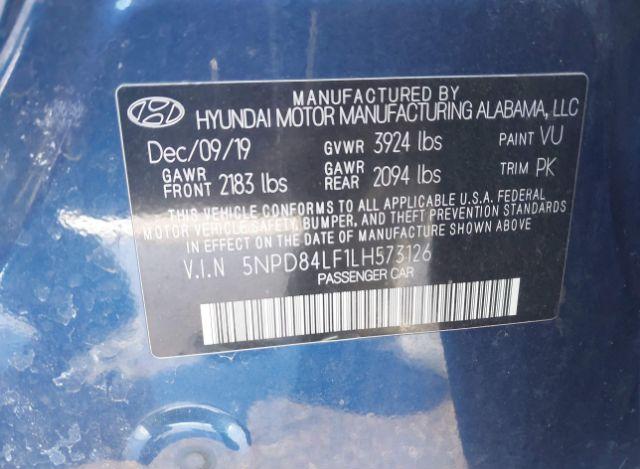 MANUFACTURED BY
HYUNDAI MOTOR MANUFACTURING ALABAMA, LLC
Dec/09/19 GVWR 3924 lbs PAINT VU
GAWR FRONT 2183 lbs GAWR REAR 2094 lbs TRIM PK
THIS VEHICLE CONFORMS TO ALL APPLICABLE U.S.A. FEDERAL
MOTOR VEHICLE SAFETY, BUMPER, AND THEFT PREVENTION STANDARDS
IN EFFECT ON THE DATE OF MANUFACTURE SHOWN ABOVE
V.I.N 5NPD84LF1LH573126
PASSENGER CAR